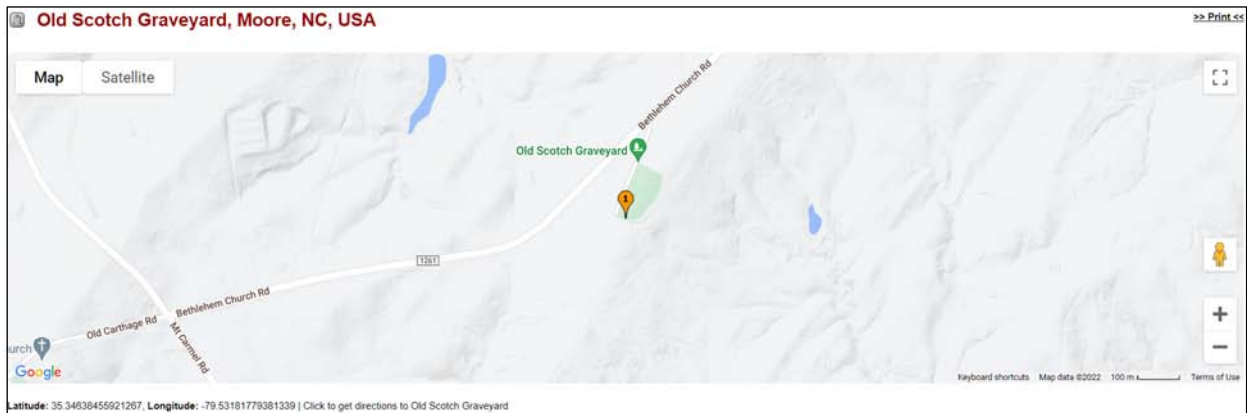 Old Scotch Graveyard, Moore, NC, USA
>> Print <<
Map Satellite
Bethlehem Church Rd
Old Scotch Graveyard
1
1261
Bethlehem Church Rd
Old Carthage Rd
Mt Carmel Rd
urch
Google
Keyboard shortcuts Map data ©2022 100 m Terms of Use
Latitude: 35.34638455921267, Longitude: -79.53181779381339 | Click to get directions to Old Scotch Graveyard